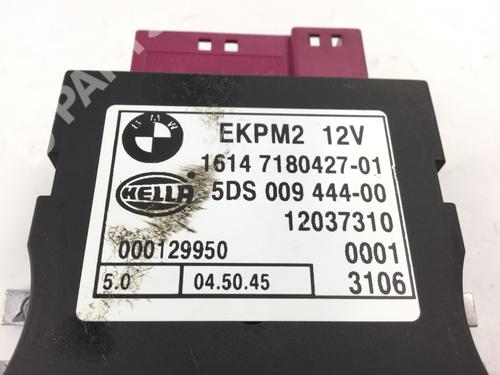 BMW
EKPM2 12V
1614 7180427-01
HELLA
5DS 009 444-00
12037310
000129950 0001
5.0 04.50.45 3106